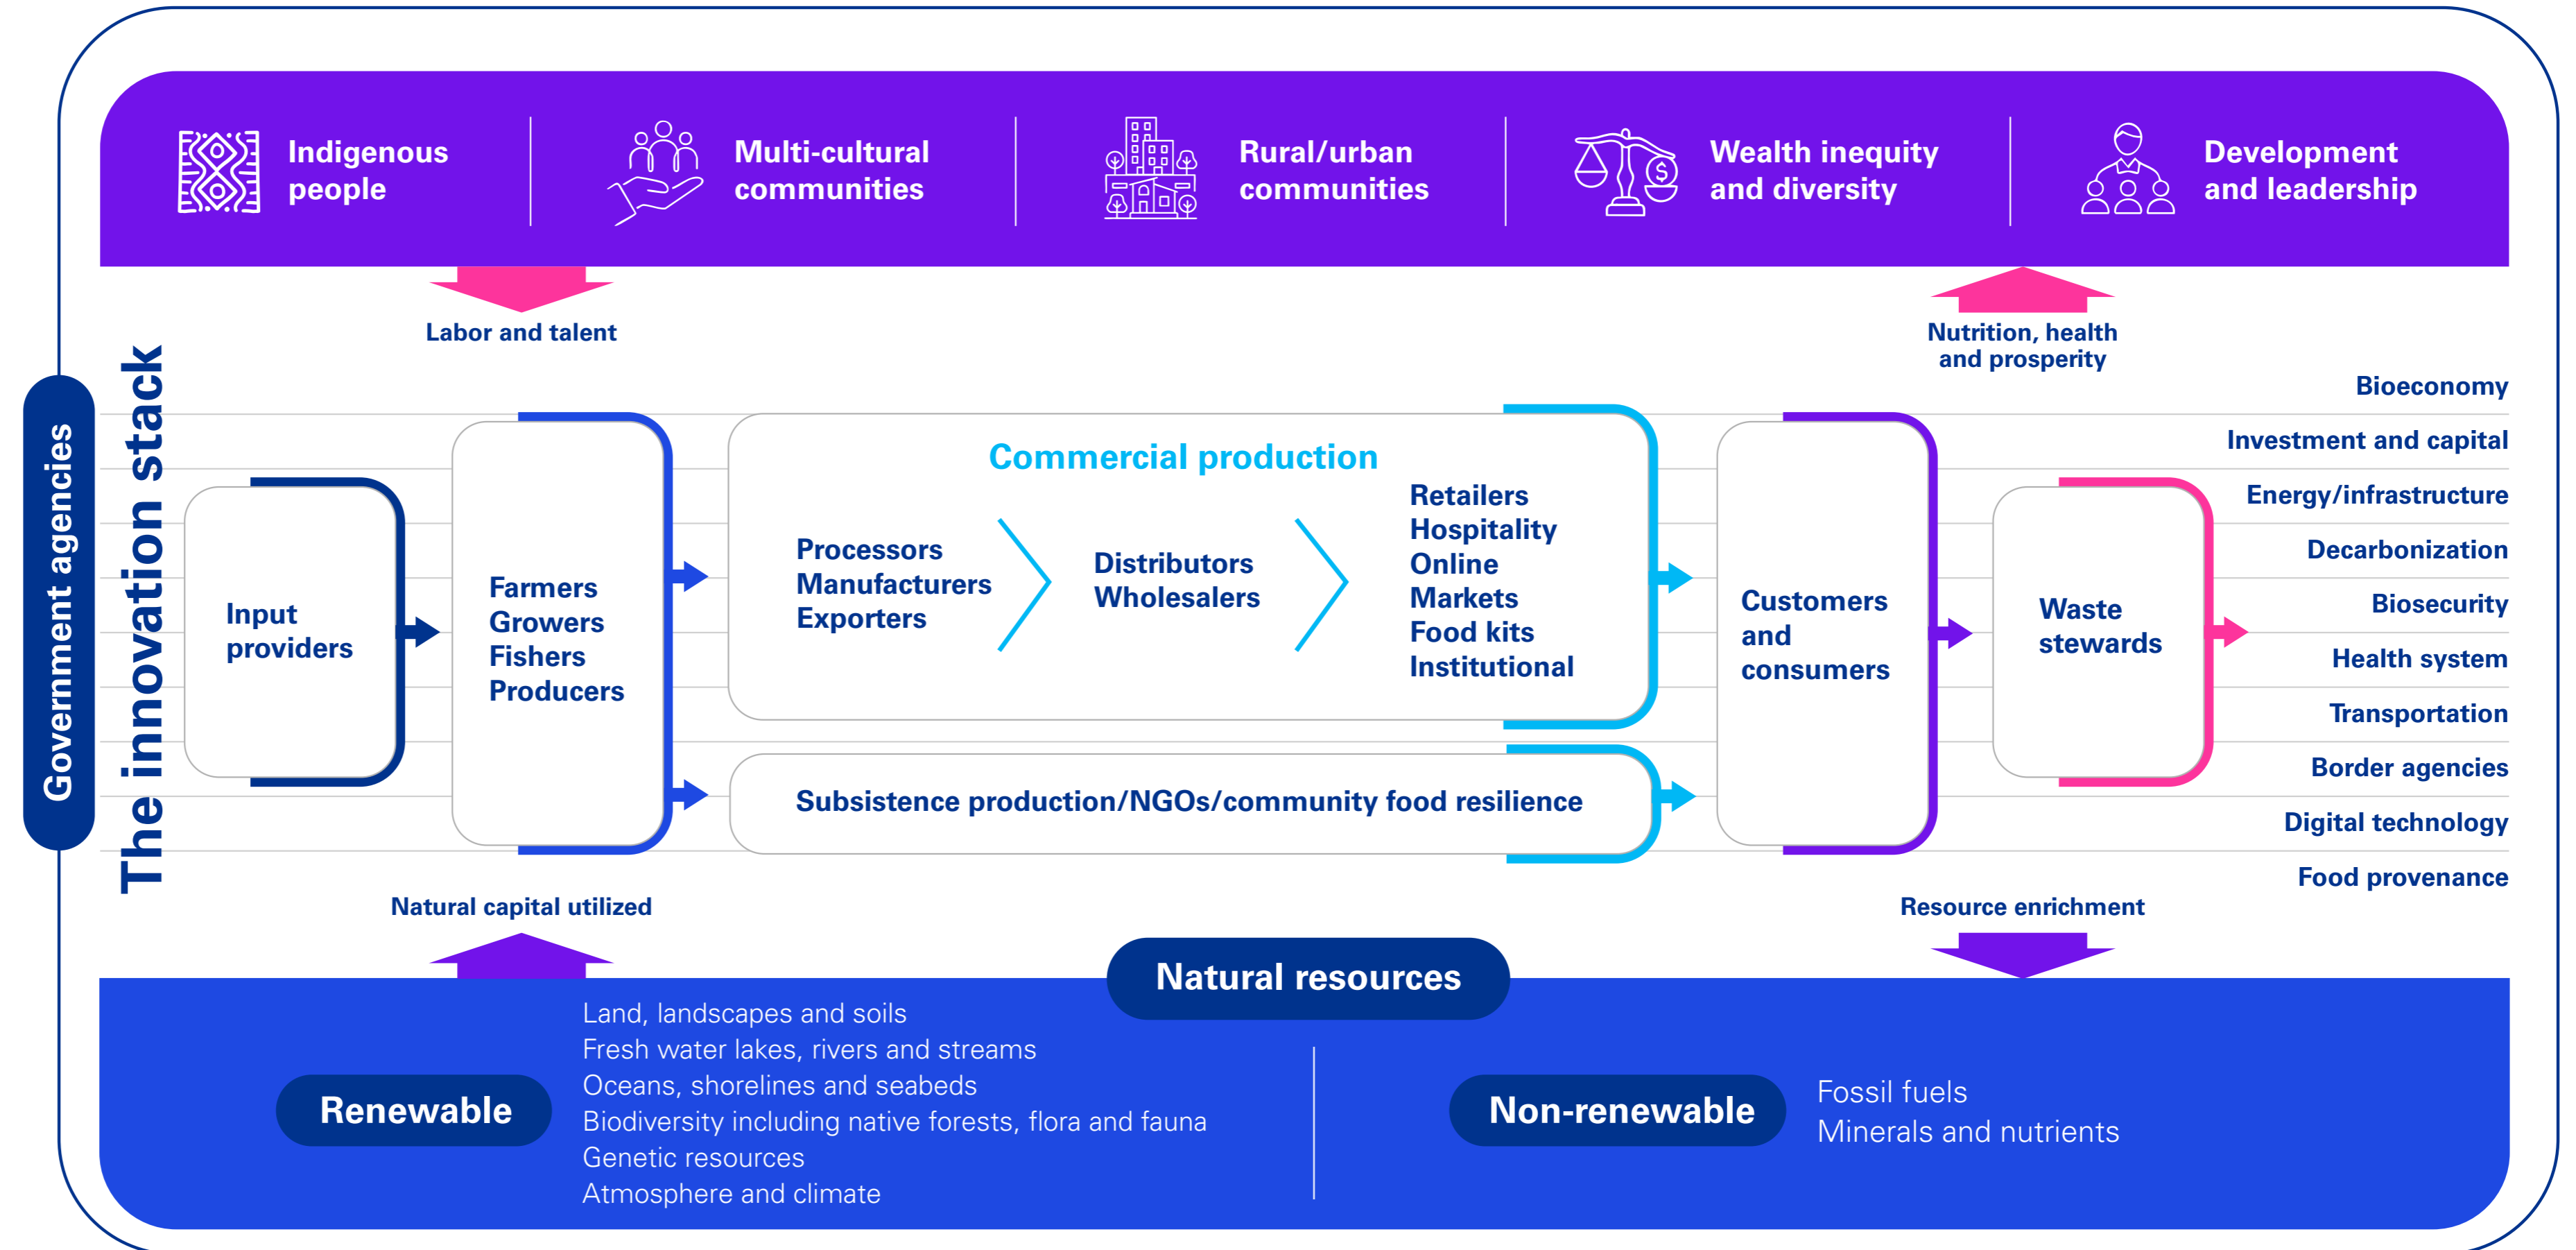 Indigenous
people
Multi-cultural
communities
Rural/urban
communities
Wealth inequity
and diversity
Development
and leadership
Labor and talent
Nutrition, health
and prosperity
Government agencies
The innovation stack
Input
providers
Farmers
Growers
Fishers
Producers
Commercial production
Processors
Manufacturers
Exporters
Distributors
Wholesalers
Retailers
Hospitality
Online
Markets
Food kits
Institutional
Subsistence production/NGOs/community food resilience
Customers
and
consumers
Waste
stewards
Bioeconomy
Investment and capital
Energy/infrastructure
Decarbonization
Biosecurity
Health system
Transportation
Border agencies
Digital technology
Food provenance
Natural capital utilized
Resource enrichment
Natural resources
Renewable
Land, landscapes and soils
Fresh water lakes, rivers and streams
Oceans, shorelines and seabeds
Biodiversity including native forests, flora and fauna
Genetic resources
Atmosphere and climate
Non-renewable
Fossil fuels
Minerals and nutrients